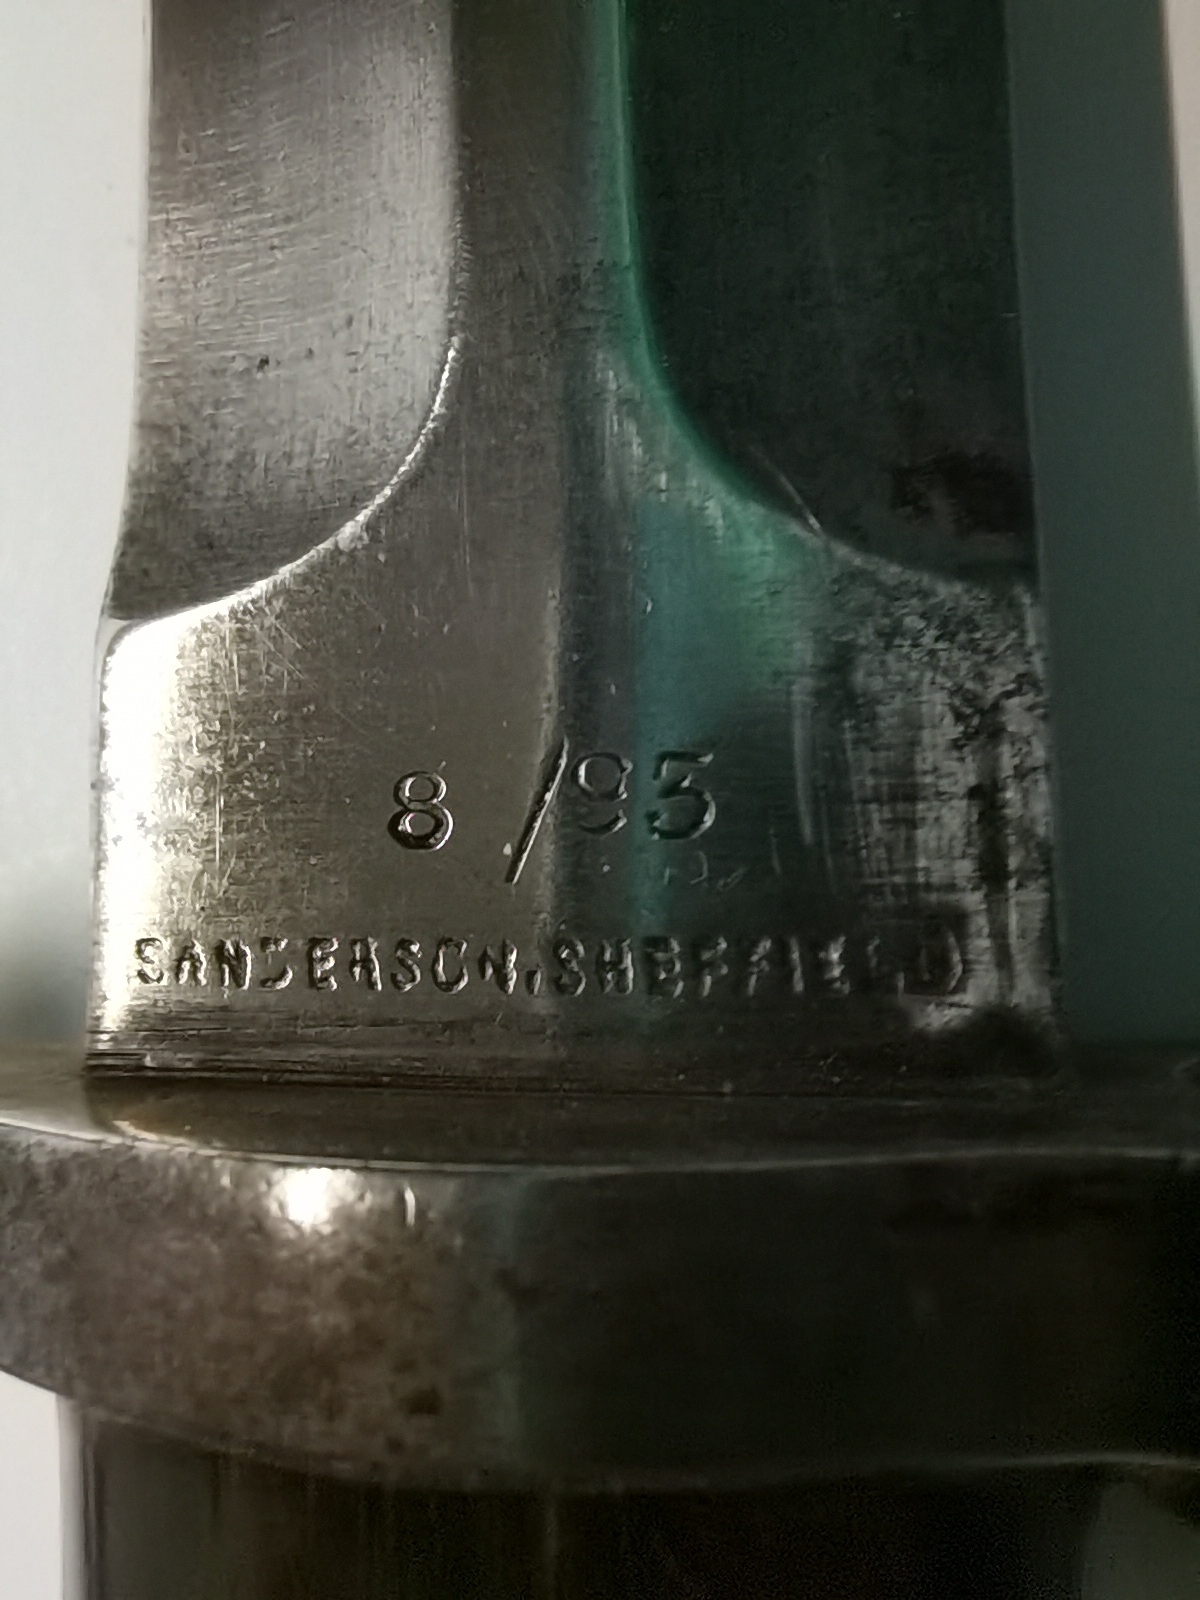 8 /95
SANDERSON. SHEFFIELD